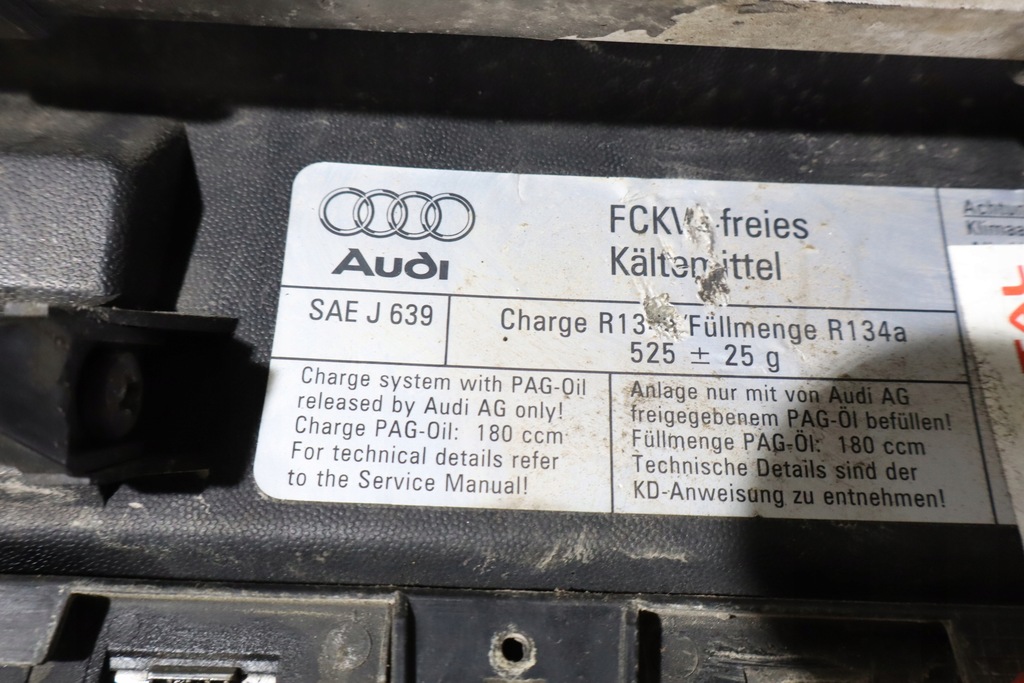 Audi
FCKW-freies
Kältemittel
SAE J 639
Charge R134a/Füllmenge R134a
525 ± 25 g
Charge system with PAG-Oil
released by Audi AG only!
Charge PAG-Oil: 180 ccm
For technical details refer
to the Service Manual!
Anlage nur mit von Audi AG
freigegebenem PAG-Öl befüllen!
Füllmenge PAG-Öl: 180 ccm
Technische Details sind der
KD-Anweisung zu entnehmen!